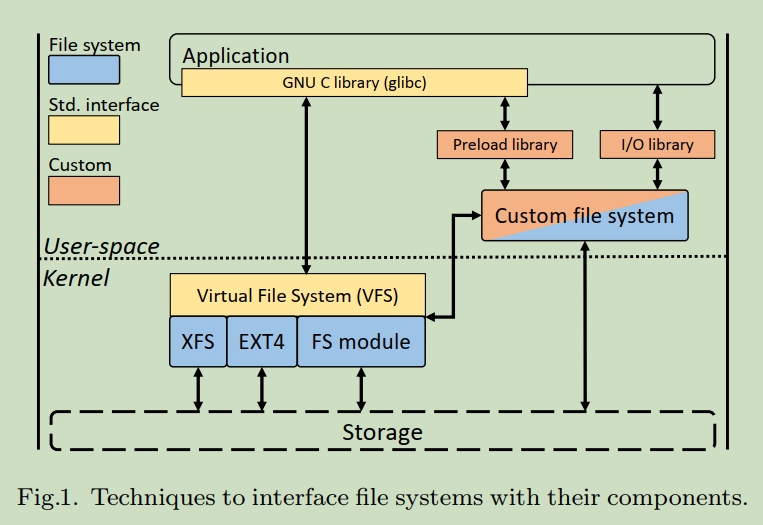 File system
Std. interface
Custom
Application
GNU C library (glibc)
Preload library
I/O library
Custom file system
User-space
Kernel
Virtual File System (VFS)
XFS
EXT4
FS module
Storage
Fig.1. Techniques to interface file systems with their components.